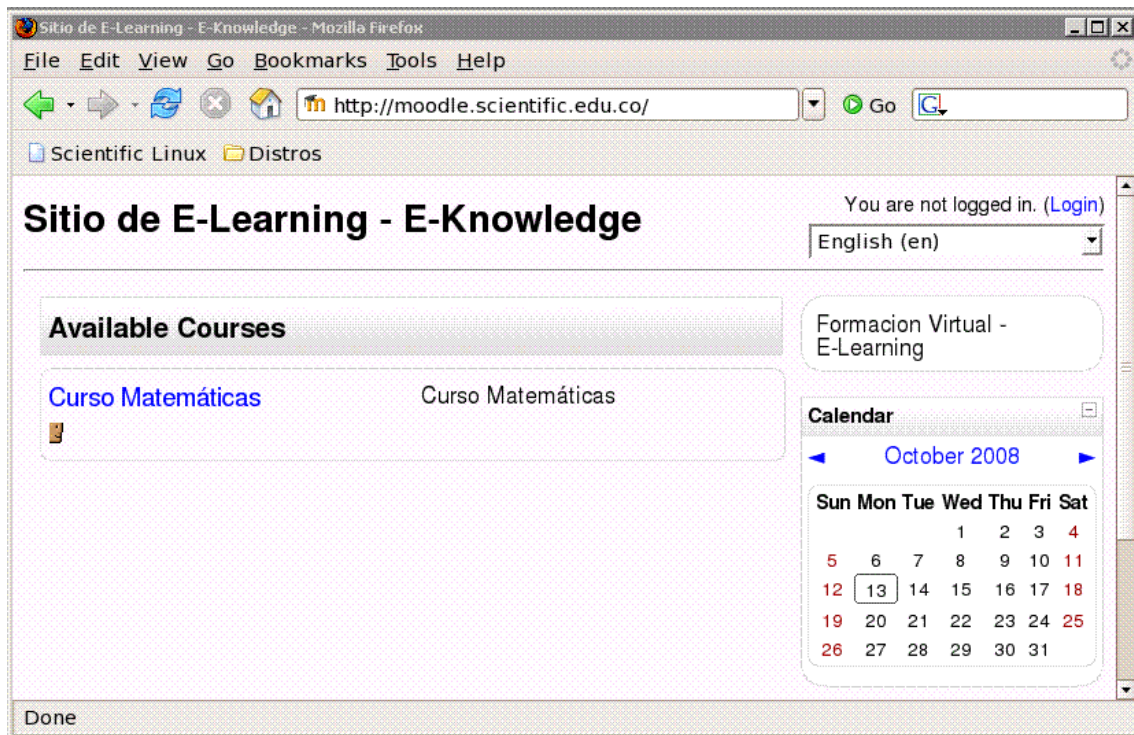 Sitio de E-Learning - E-Knowledge - Mozilla Firefox
File Edit View Go Bookmarks Tools Help
http://moodle.scientific.edu.co/ Go G
Scientific Linux Distros
You are not logged in. (Login)
Sitio de E-Learning - E-Knowledge
English (en)
Available Courses
Curso Matemáticas Curso Matemáticas
Formacion Virtual -
E-Learning
Calendar
◄ October 2008 ►
Sun Mon Tue Wed Thu Fri Sat
1 2 3 4
5 6 7 8 9 10 11
12 13 14 15 16 17 18
19 20 21 22 23 24 25
26 27 28 29 30 31
Done